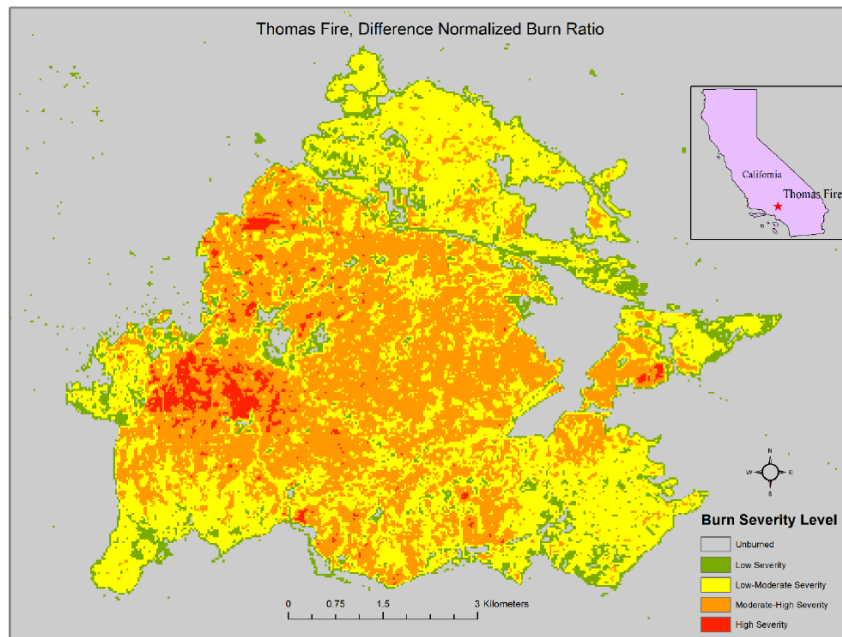 Thomas Fire, Difference Normalized Burn Ratio
California
Thomas Fire
N
W E
S
Burn Severity Level
Unburned
Low Severity
Low-Moderate Severity
Moderate-High Severity
High Severity
0 0.75 1.5 3 Kilometers